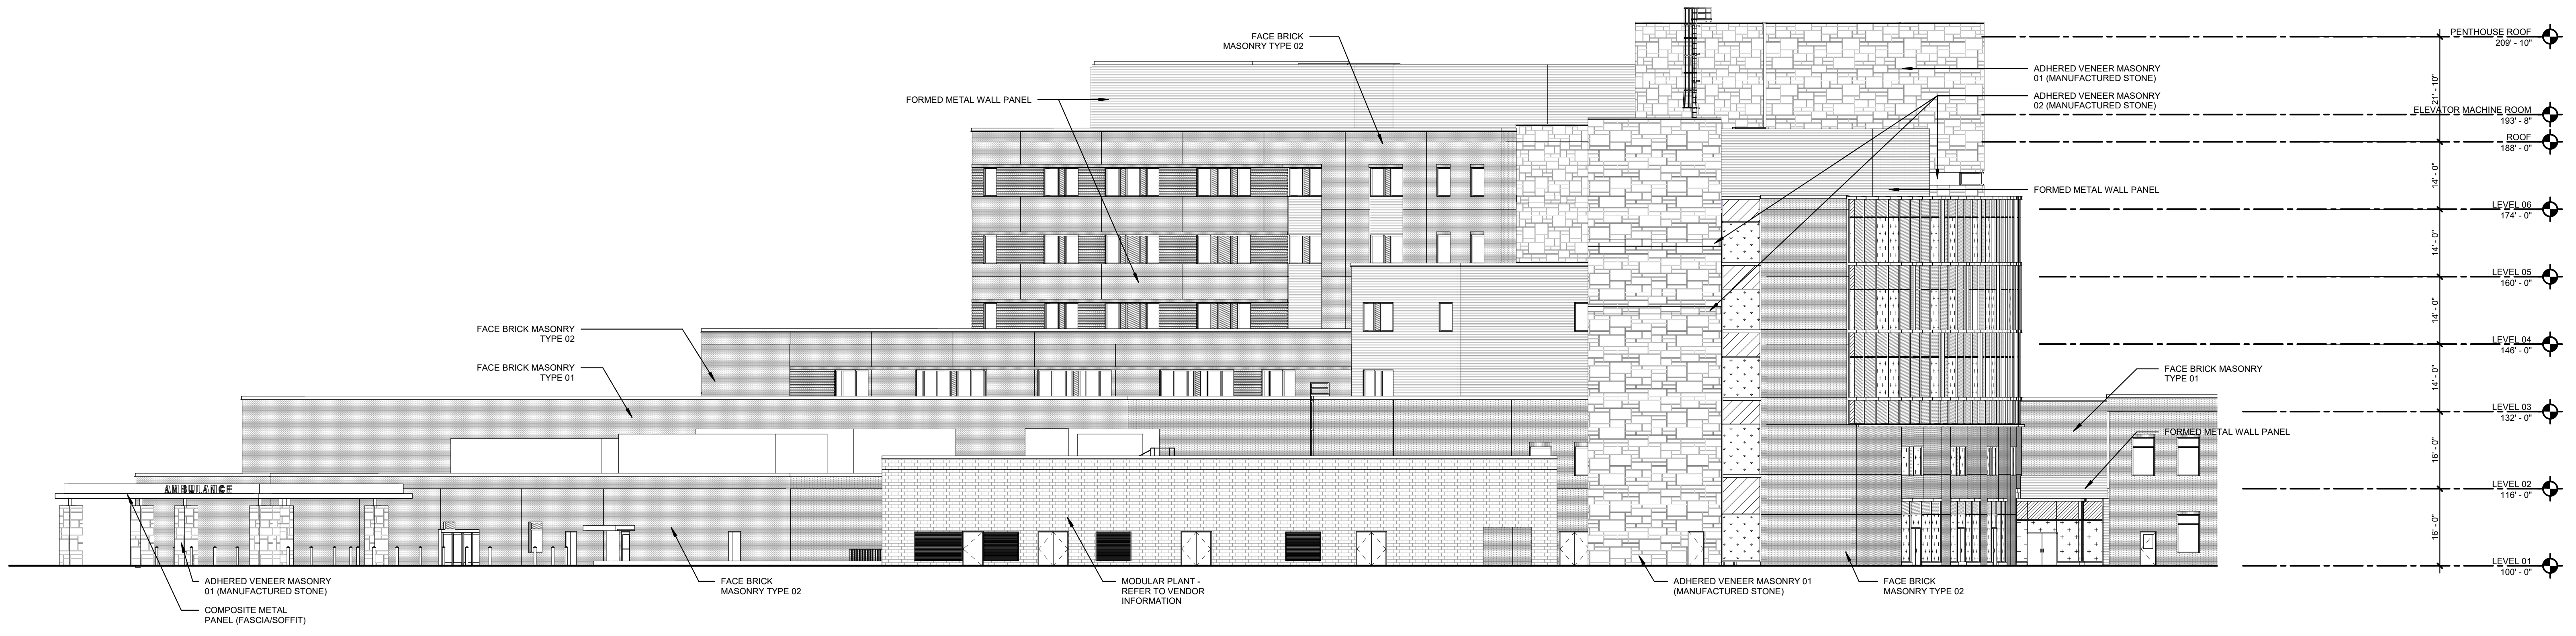 FACE BRICK
MASONRY TYPE 02
FORMED METAL WALL PANEL
FACE BRICK MASONRY
TYPE 02
FACE BRICK MASONRY
TYPE 01
AMBULANCE
ADHERED VENEER MASONRY
01 (MANUFACTURED STONE)
COMPOSITE METAL
PANEL (FASCIA/SOFFIT)
FACE BRICK
MASONRY TYPE 02
MODULAR PLANT -
REFER TO VENDOR
INFORMATION
ADHERED VENEER MASONRY 01
(MANUFACTURED STONE)
FACE BRICK
MASONRY TYPE 02
ADHERED VENEER MASONRY
01 (MANUFACTURED STONE)
ADHERED VENEER MASONRY
02 (MANUFACTURED STONE)
FORMED METAL WALL PANEL
FACE BRICK MASONRY
TYPE 01
FORMED METAL WALL PANEL
PENTHOUSE ROOF
209' - 10"
21' - 10"
ELEVATOR MACHINE ROOM
193' - 8"
ROOF
188' - 0"
14' - 0"
LEVEL 06
174' - 0"
14' - 0"
LEVEL 05
160' - 0"
14' - 0"
LEVEL 04
146' - 0"
14' - 0"
LEVEL 03
132' - 0"
16' - 0"
LEVEL 02
116' - 0"
16' - 0"
LEVEL 01
100' - 0"